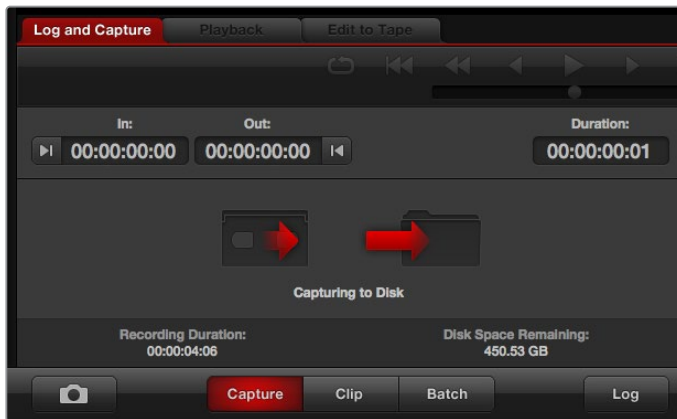 Log and Capture Playback Edit to Tape
In: Out: Duration:
00:00:00:00 00:00:00:00 00:00:00:01
Capturing to Disk
Recording Duration: Disk Space Remaining:
00:00:04:06 450.53 GB
Capture Clip Batch Log